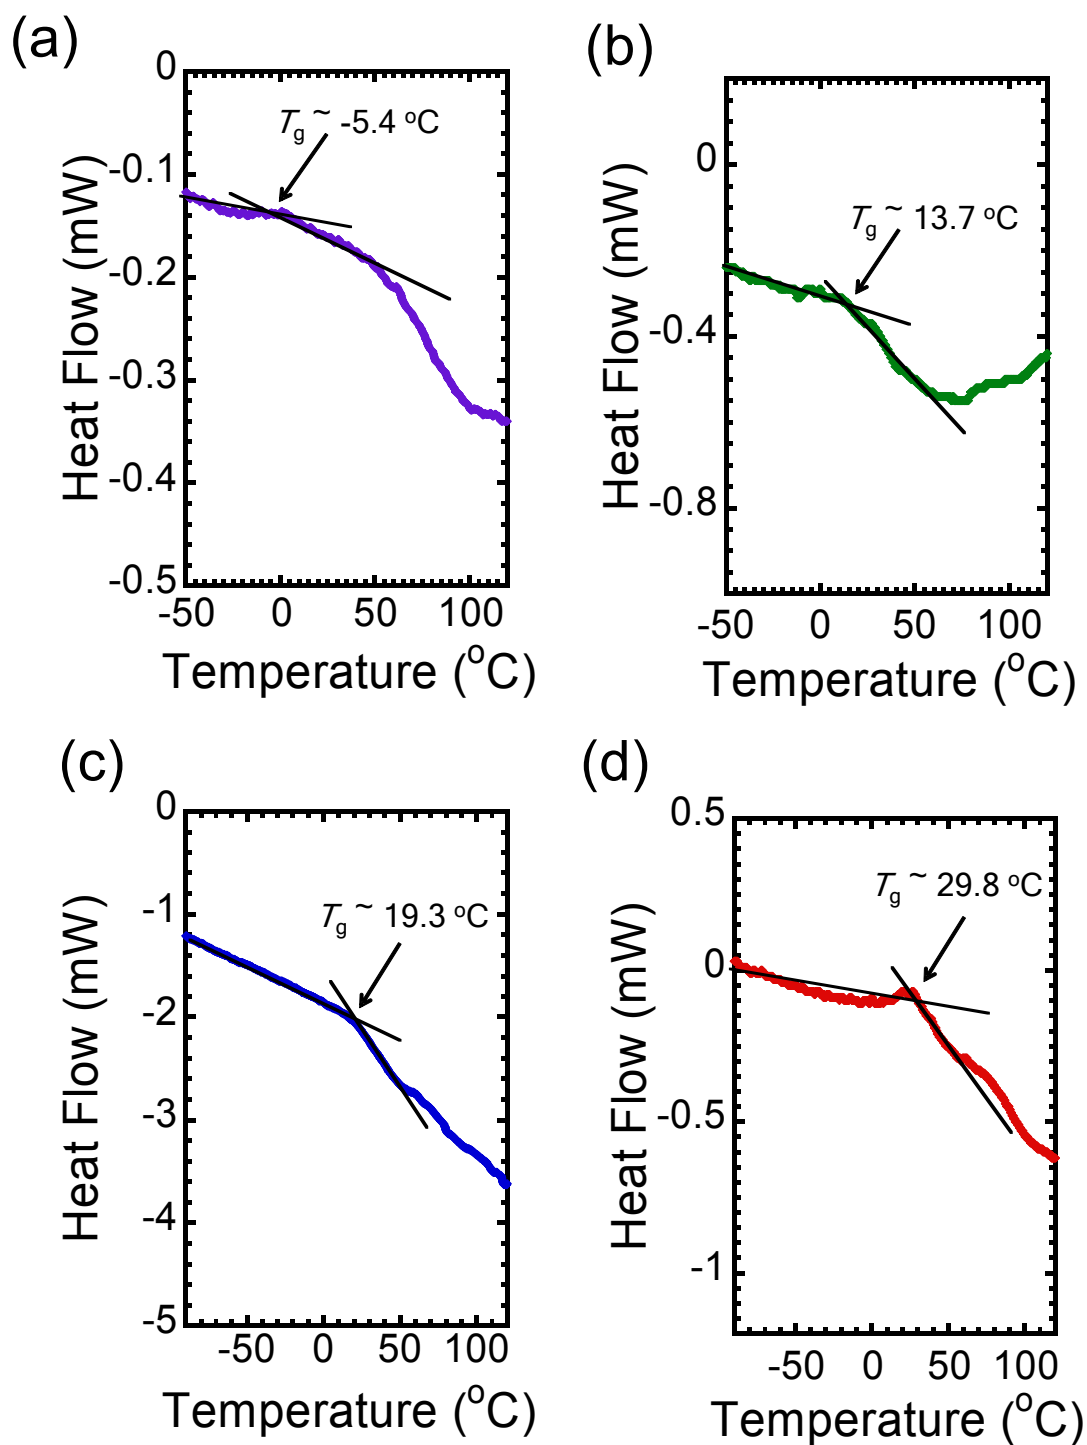 (a)
0
-0.1
-0.2
-0.3
-0.4
-0.5
Heat Flow (mW)
Tg ~ -5.4 oC
-50 0 50 100
Temperature (oC)
(b)
0
-0.4
-0.8
Heat Flow (mW)
Tg ~ 13.7 oC
-50 0 50 100
Temperature (oC)
(c)
0
-1
-2
-3
-4
-5
Heat Flow (mW)
Tg ~ 19.3 oC
-50 0 50 100
Temperature (oC)
(d)
0.5
0
-0.5
-1
Heat Flow (mW)
Tg ~ 29.8 oC
-50 0 50 100
Temperature (oC)